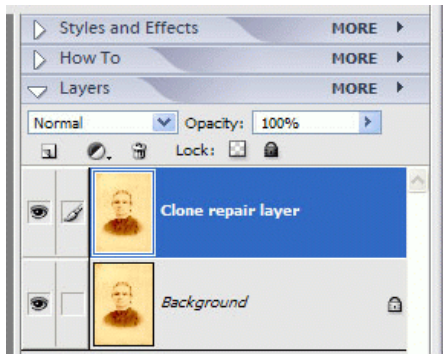 Styles and Effects MORE
How To MORE
Layers MORE
Normal Opacity: 100%
Lock:
Clone repair layer
Background